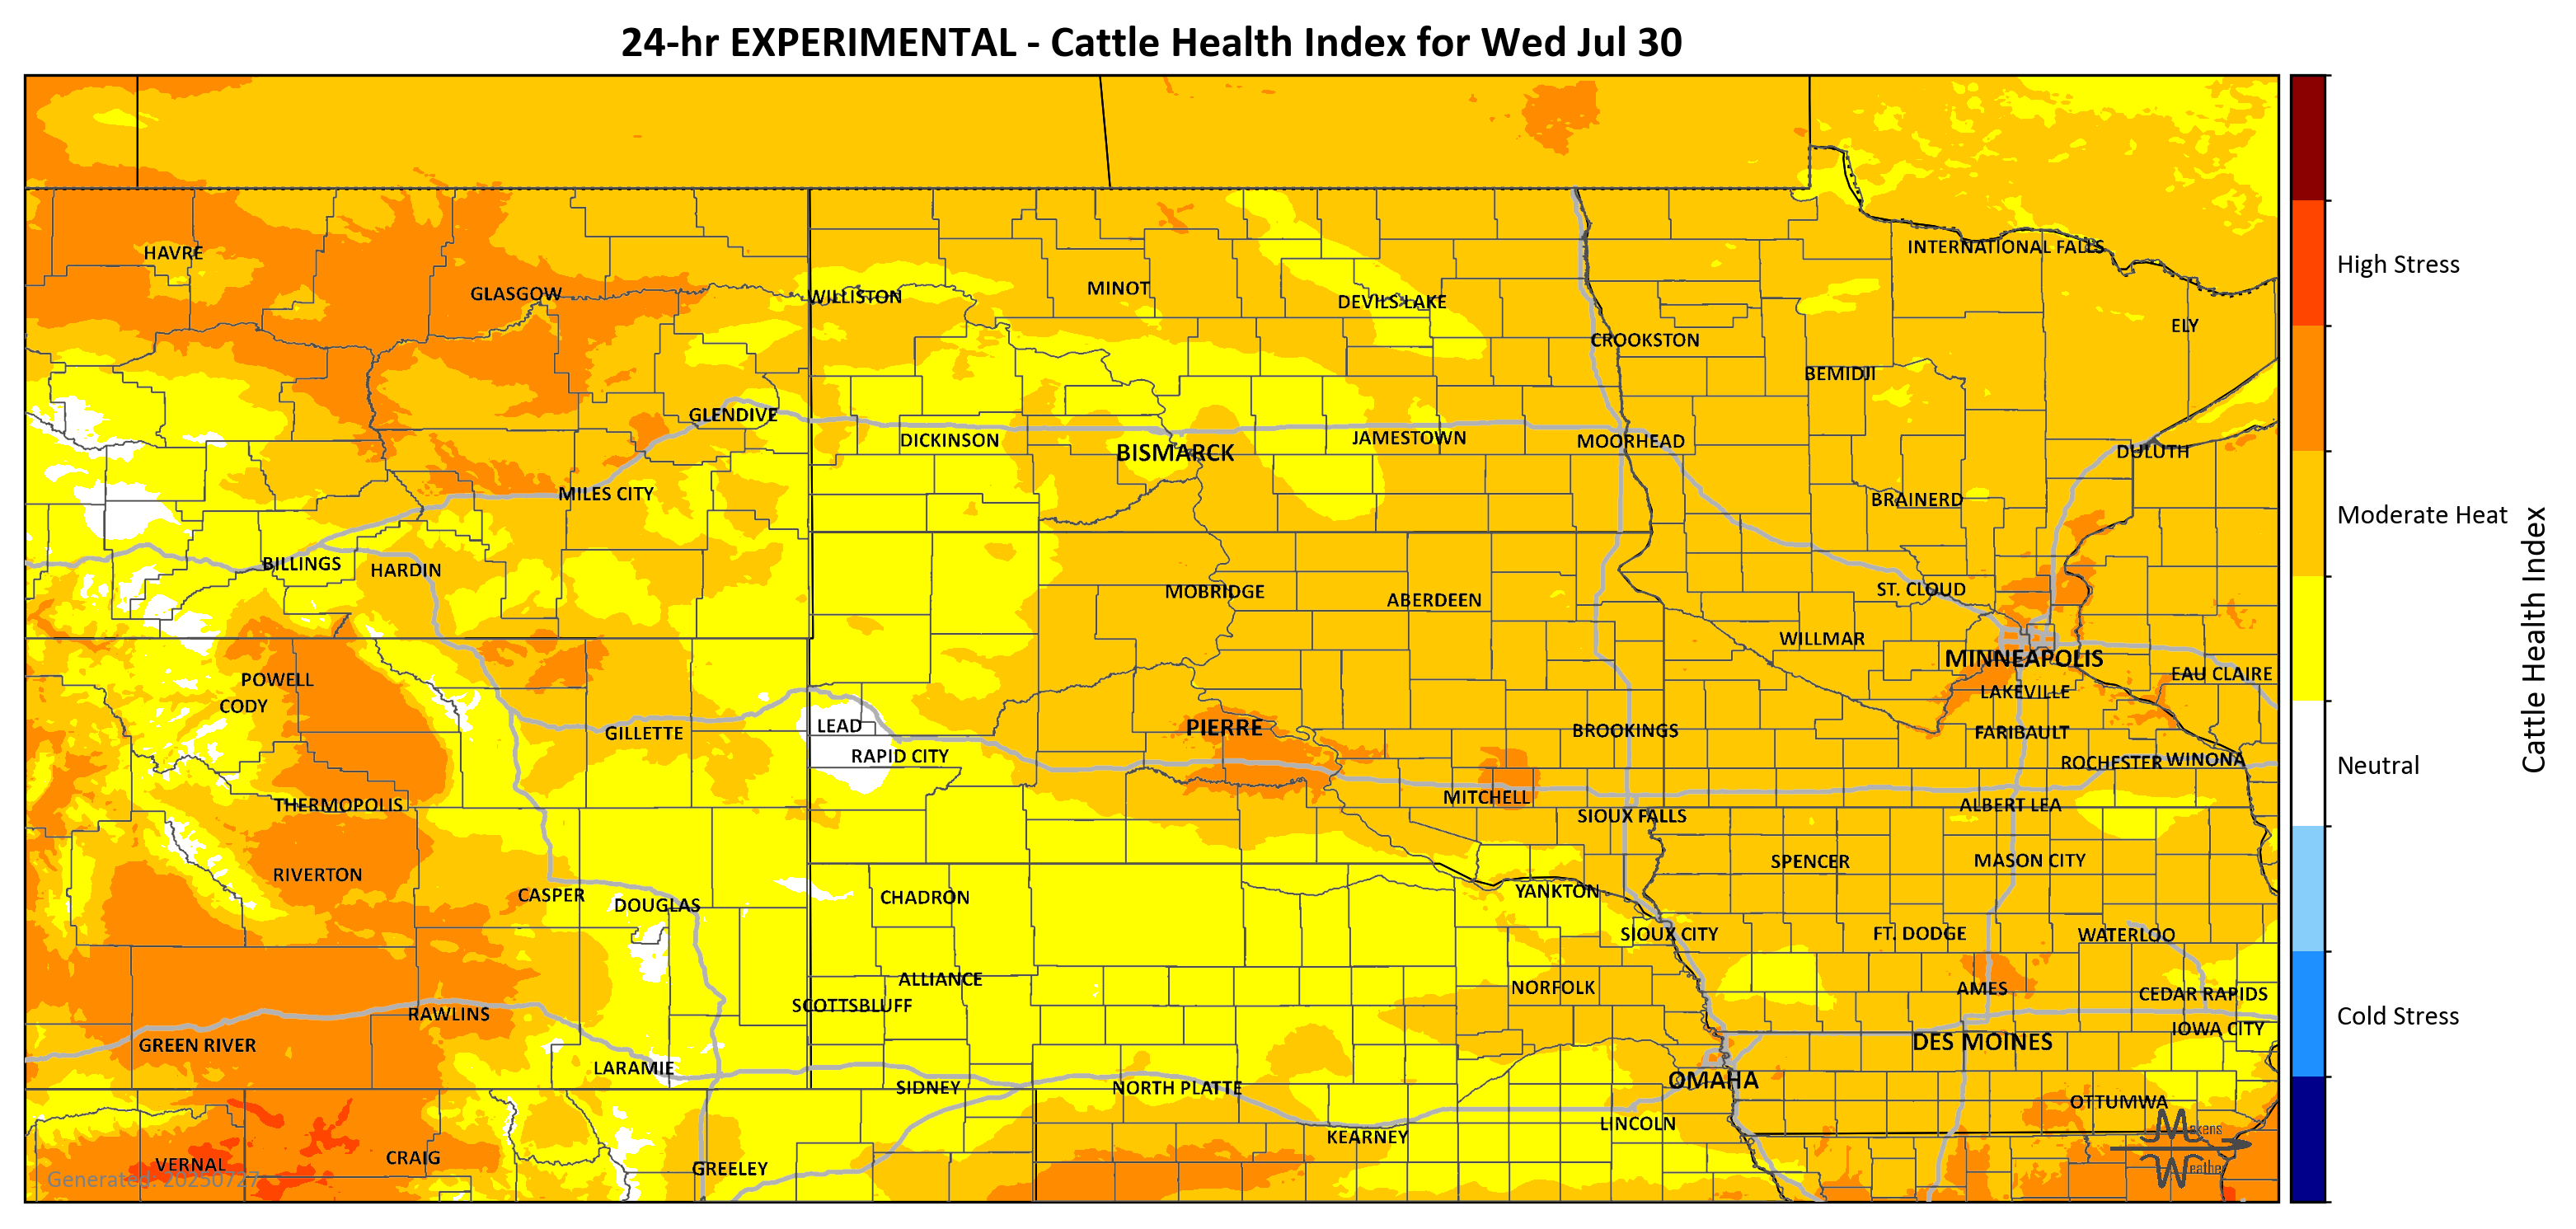 24-hr EXPERIMENTAL - Cattle Health Index for Wed Jul 30
HAVRE
GLASGOW
WILLISTON
MINOT
DEVILS LAKE
INTERNATIONAL FALLS
CROOKSTON
ELY
BEMIDJI
GLENDIVE
DICKINSON
BISMARCK
JAMESTOWN
MOORHEAD
DULUTH
MILES CITY
BRAINERD
BILLINGS
HARDIN
MOBRIDGE
ABERDEEN
ST. CLOUD
WILLMAR
MINNEAPOLIS
EAU CLAIRE
POWELL
CODY
LAKEVILLE
GILLETTE
LEAD
PIERRE
BROOKINGS
FARIBAULT
RAPID CITY
ROCHESTER
WINONA
THERMOPOLIS
MITCHELL
SIOUX FALLS
ALBERT LEA
RIVERTON
SPENCER
MASON CITY
CASPER
DOUGLAS
CHADRON
YANKTON
SIOUX CITY
FT. DODGE
WATERLOO
ALLIANCE
SCOTTSBLUFF
NORFOLK
AMES
CEDAR RAPIDS
RAWLINS
GREEN RIVER
DES MOINES
IOWA CITY
LARAMIE
SIDNEY
NORTH PLATTE
OMAHA
OTTUMWA
KEARNEY
LINCOLN
VERNAL
CRAIG
GREELEY
Generated: 20250727
Makens
Weather
High Stress
Moderate Heat
Neutral
Cold Stress
Cattle Health Index